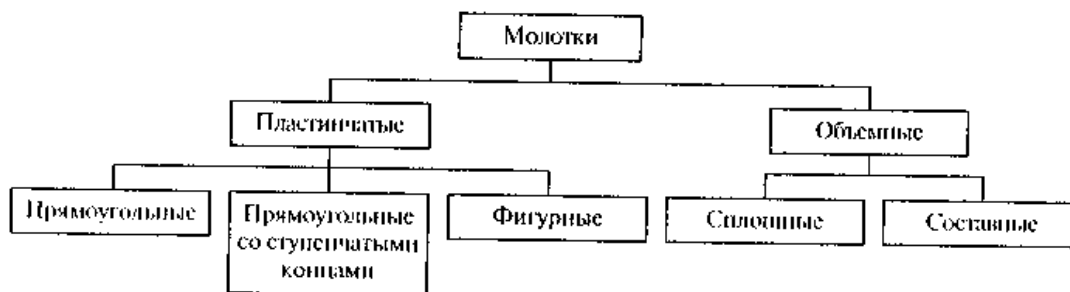 Молотки
Пластинчатые
Объемные
Прямоугольные
Прямоугольные
со ступенчатыми
концами
Фигурные
Сплошные
Составные